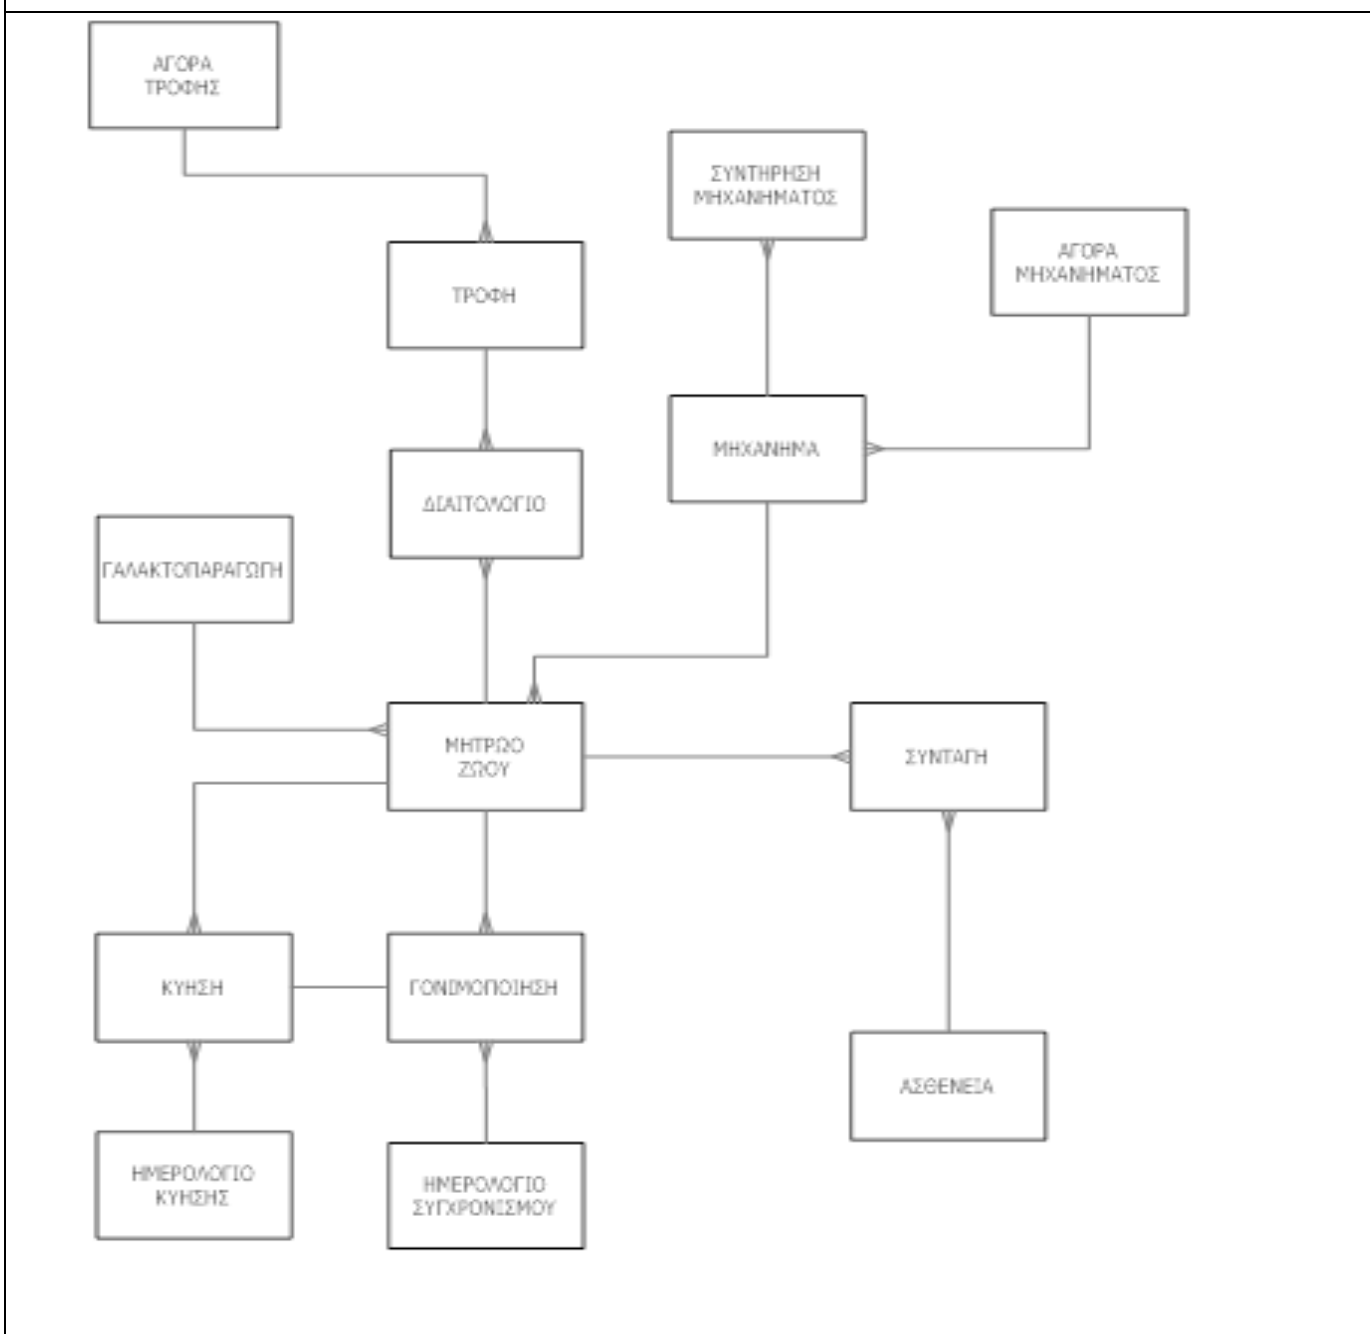 ΑΓΟΡΑ
ΤΡΟΦΗΣ
ΣΥΝΤΗΡΗΣΗ
ΜΗΧΑΝΗΜΑΤΟΣ
ΑΓΟΡΑ
ΜΗΧΑΝΗΜΑΤΟΣ
ΤΡΟΦΗ
ΜΗΧΑΝΗΜΑ
ΔΙΑΙΤΟΛΟΓΙΟ
ΓΑΛΑΚΤΟΠΑΡΑΓΩΓΗ
ΜΗΤΡΩΟ
ΖΩΟΥ
ΣΥΝΤΑΓΗ
ΚΥΗΣΗ
ΓΟΝΙΜΟΠΟΙΗΣΗ
ΑΣΘΕΝΕΙΑ
ΗΜΕΡΟΛΟΓΙΟ
ΚΥΗΣΗΣ
ΗΜΕΡΟΛΟΓΙΟ
ΣΥΓΧΡΟΝΙΣΜΟΥ